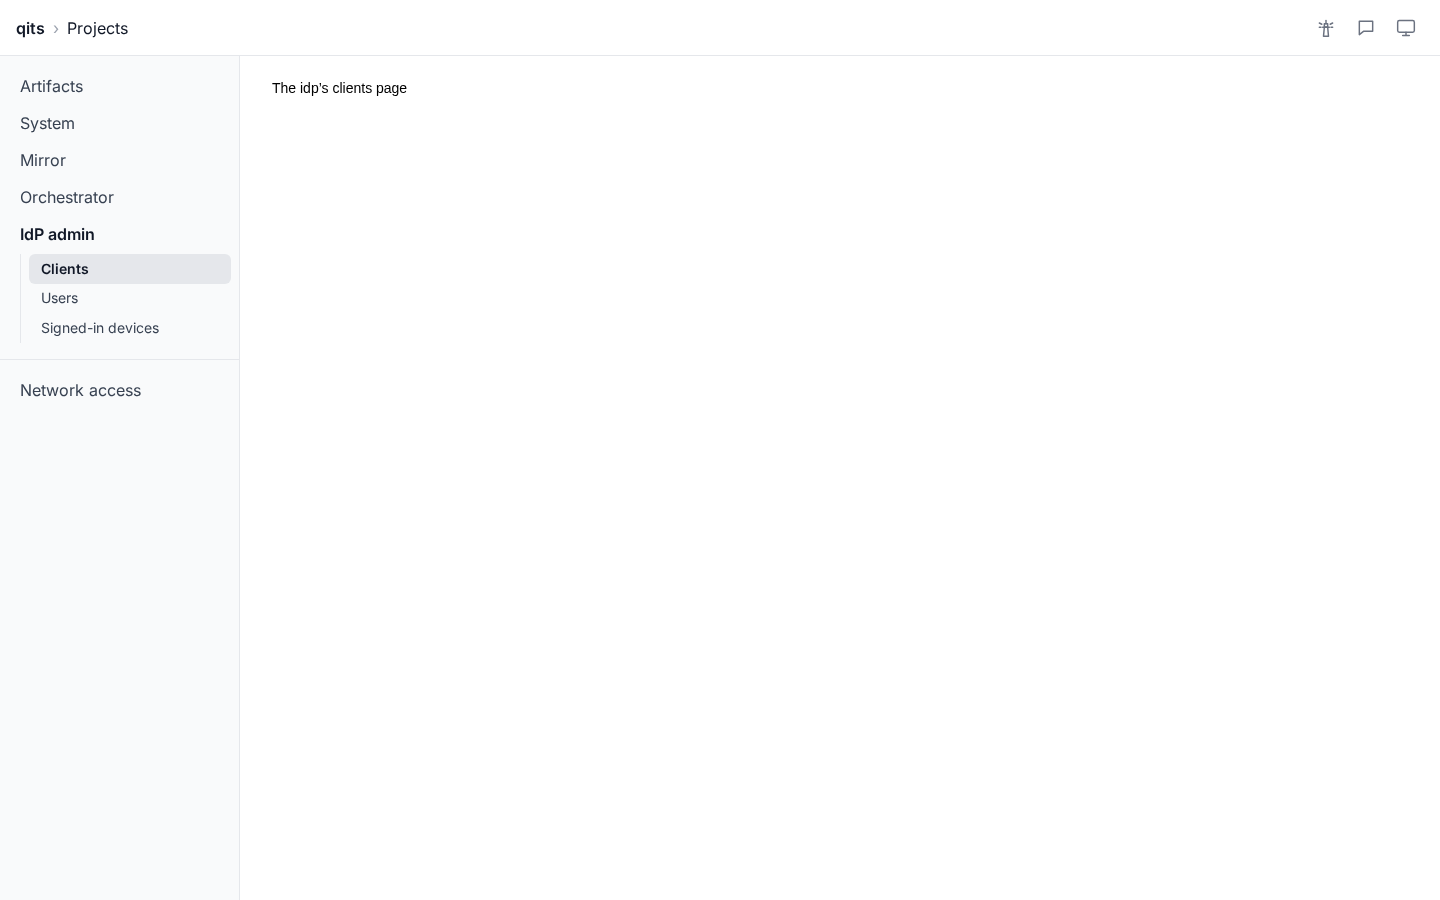 qits › Projects
Artifacts
System
Mirror
Orchestrator
IdP admin
Clients
Users
Signed-in devices
Network access
The idp's clients page